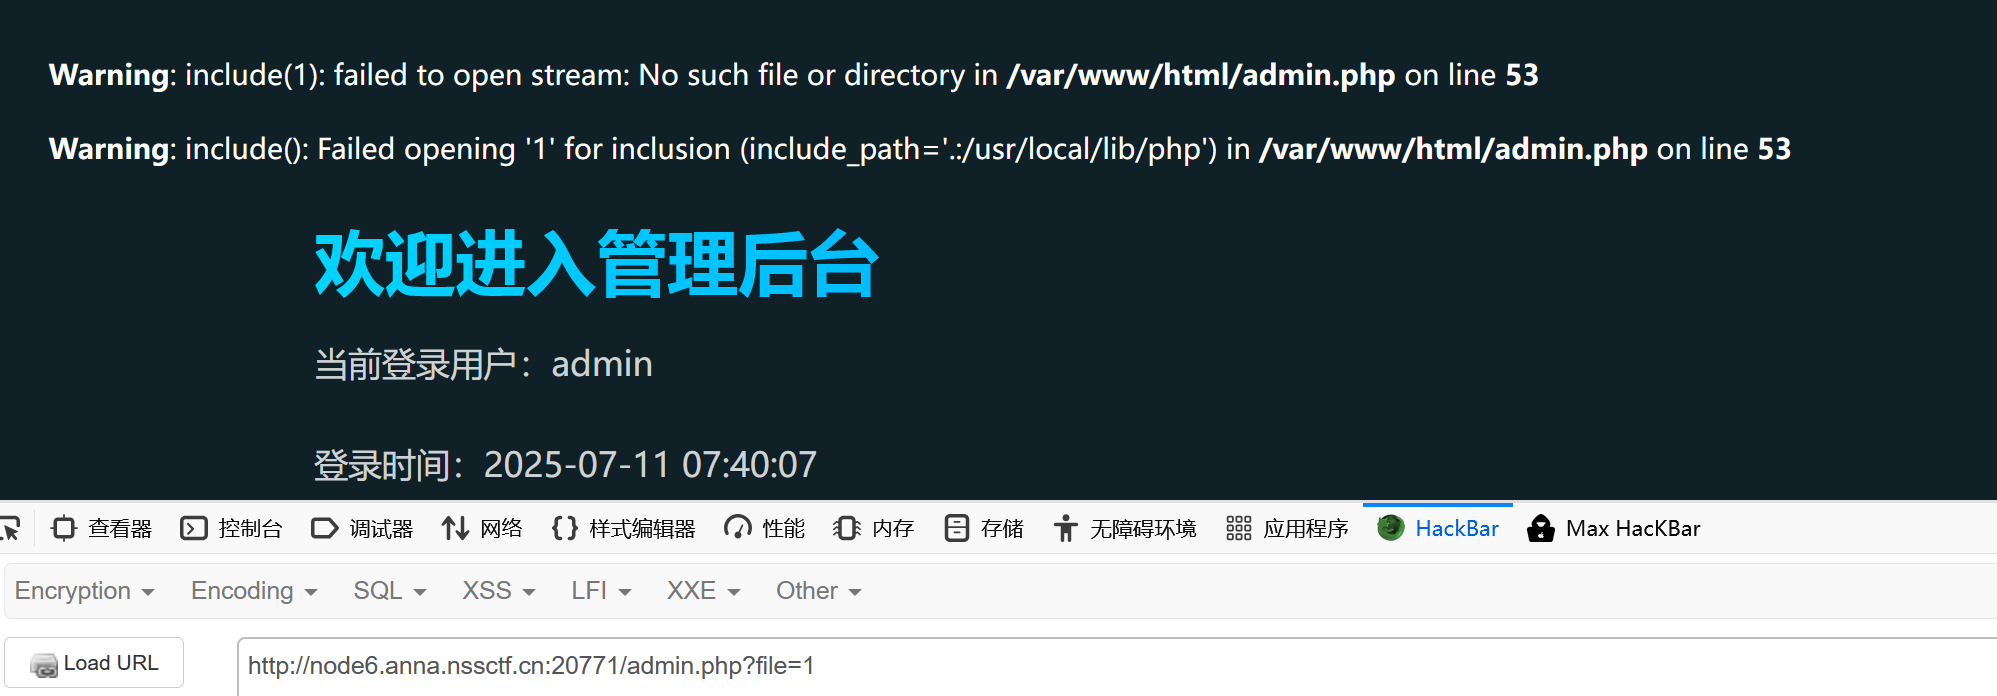 Warning: include(1): failed to open stream: No such file or directory in /var/www/html/admin.php on line 53
Warning: include(): Failed opening '1' for inclusion (include_path='.:/usr/local/lib/php') in /var/www/html/admin.php on line 53
欢迎进入管理后台
当前登录用户：admin
登录时间：2025-07-11 07:40:07
查看器 控制台 调试器 网络 样式编辑器 性能 内存 存储 无障碍环境 应用程序 HackBar Max HacKBar
Encryption Encoding SQL XSS LFI XXE Other
Load URL http://node6.anna.nssctf.cn:20771/admin.php?file=1